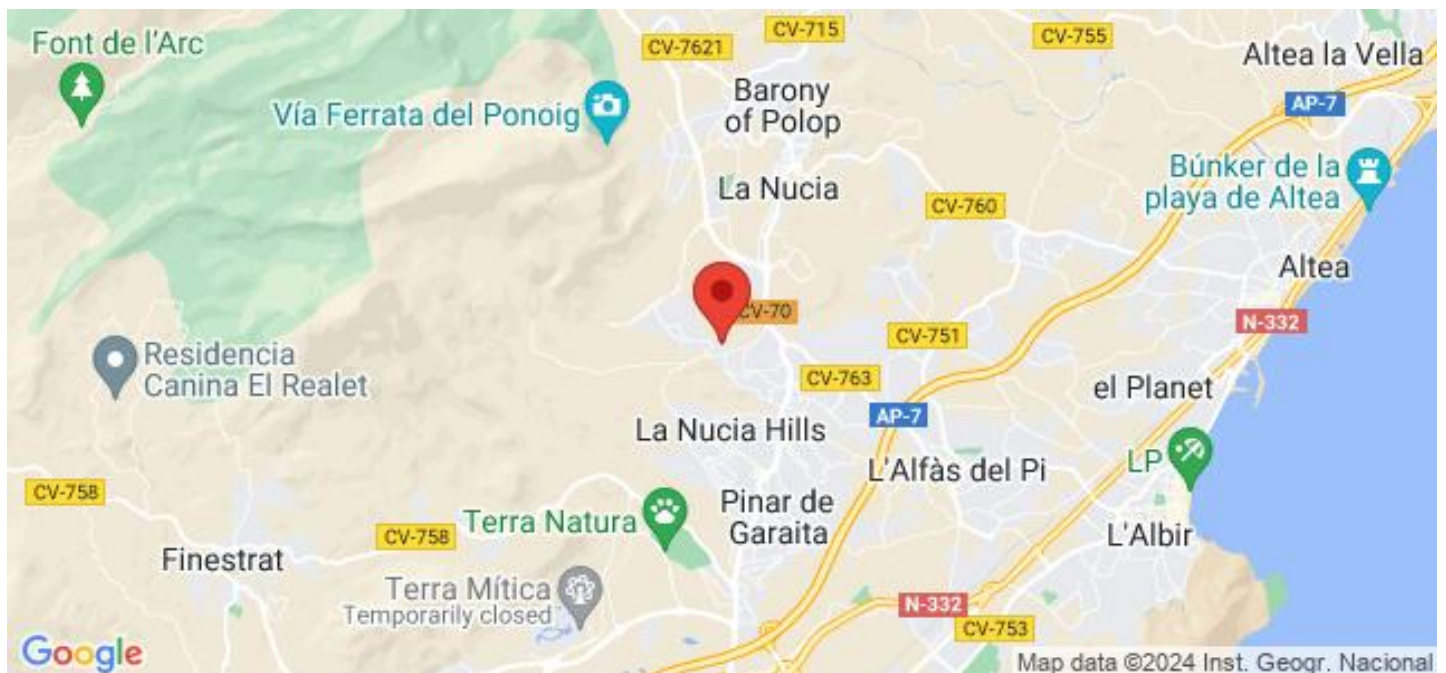 Font de l'Arc
CV-7621
CV-715
CV-755
Altea la Vella
AP-7
Vía Ferrata del Ponoig
Barony
of Polop
Búnker de la
playa de Altea
La Nucia
CV-760
Altea
CV-70
N-332
CV-751
Residencia
Canina El Realet
CV-763
el Planet
AP-7
La Nucia Hills
L'Alfàs del Pi
LP
CV-758
Terra Natura
Pinar de
Garaita
L'Albir
CV-758
Finestrat
Terra Mítica
Temporarily closed
N-332
CV-753
Google
Map data ©2024 Inst. Geogr. Nacional